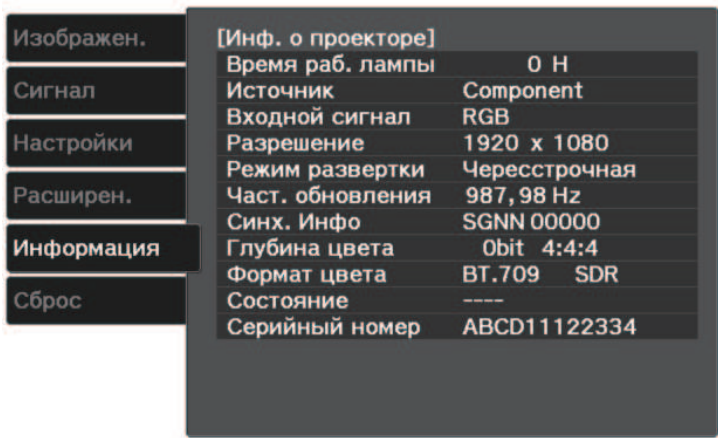 Изображен.
Сигнал
Настройки
Расширен.
Информация
Сброс
[Инф. о проекторе]
Время раб. лампы 0 H
Источник Component
Входной сигнал RGB
Разрешение 1920 x 1080
Режим развертки Чересстрочная
Част. обновления 987,98 Hz
Синх. Инфо SGNN 00000
Глубина цвета 0bit 4:4:4
Формат цвета BT.709 SDR
Состояние ----
Серийный номер ABCD11122334